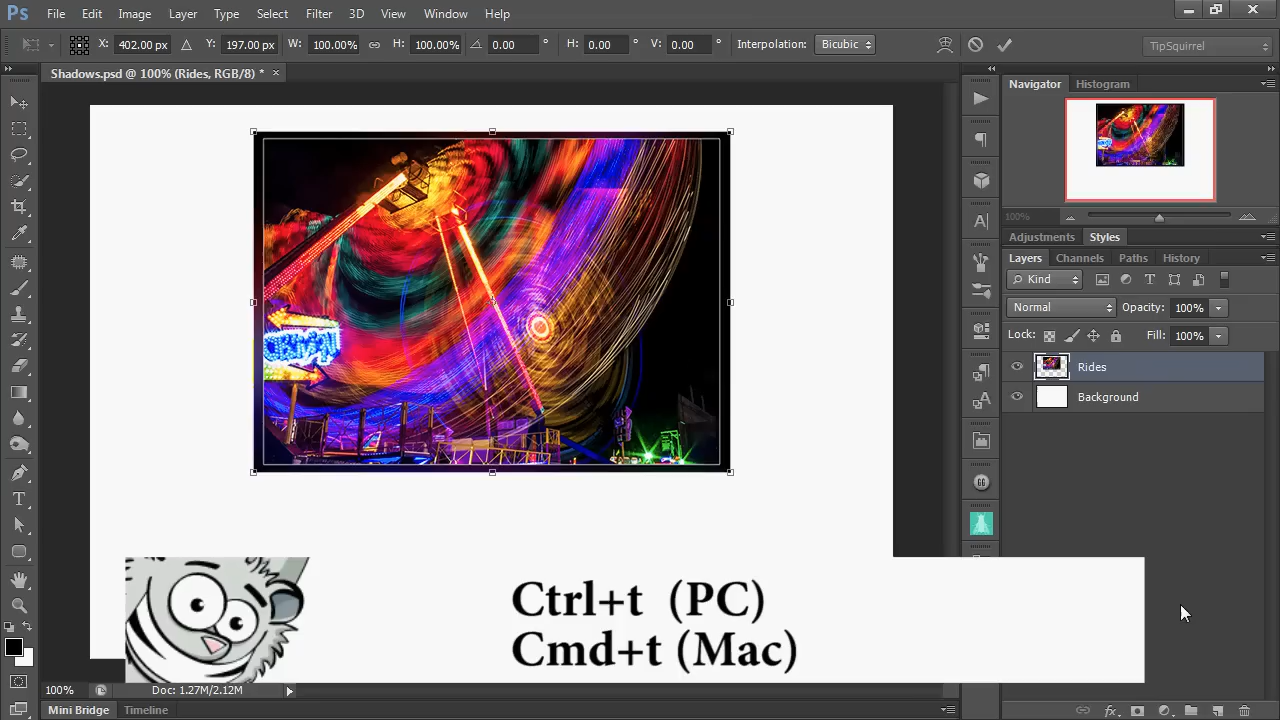 Ps File Edit Image Layer Type Select Filter 3D View Window Help
X: 402.00 px Y: 197.00 px W: 100.00% H: 100.00% 0.00 ° H: 0.00 ° V: 0.00 ° Interpolation: Bicubic TipSquirrel
Shadows.psd @ 100% (Rides, RGB/8) * ×
Navigator Histogram
100%
Adjustments Styles
Layers Channels Paths History
Kind
Normal Opacity: 100%
Lock: Fill: 100%
Rides
Background
Ctrl+t (PC)
Cmd+t (Mac)
100% Doc: 1.27M/2.12M
Mini Bridge Timeline